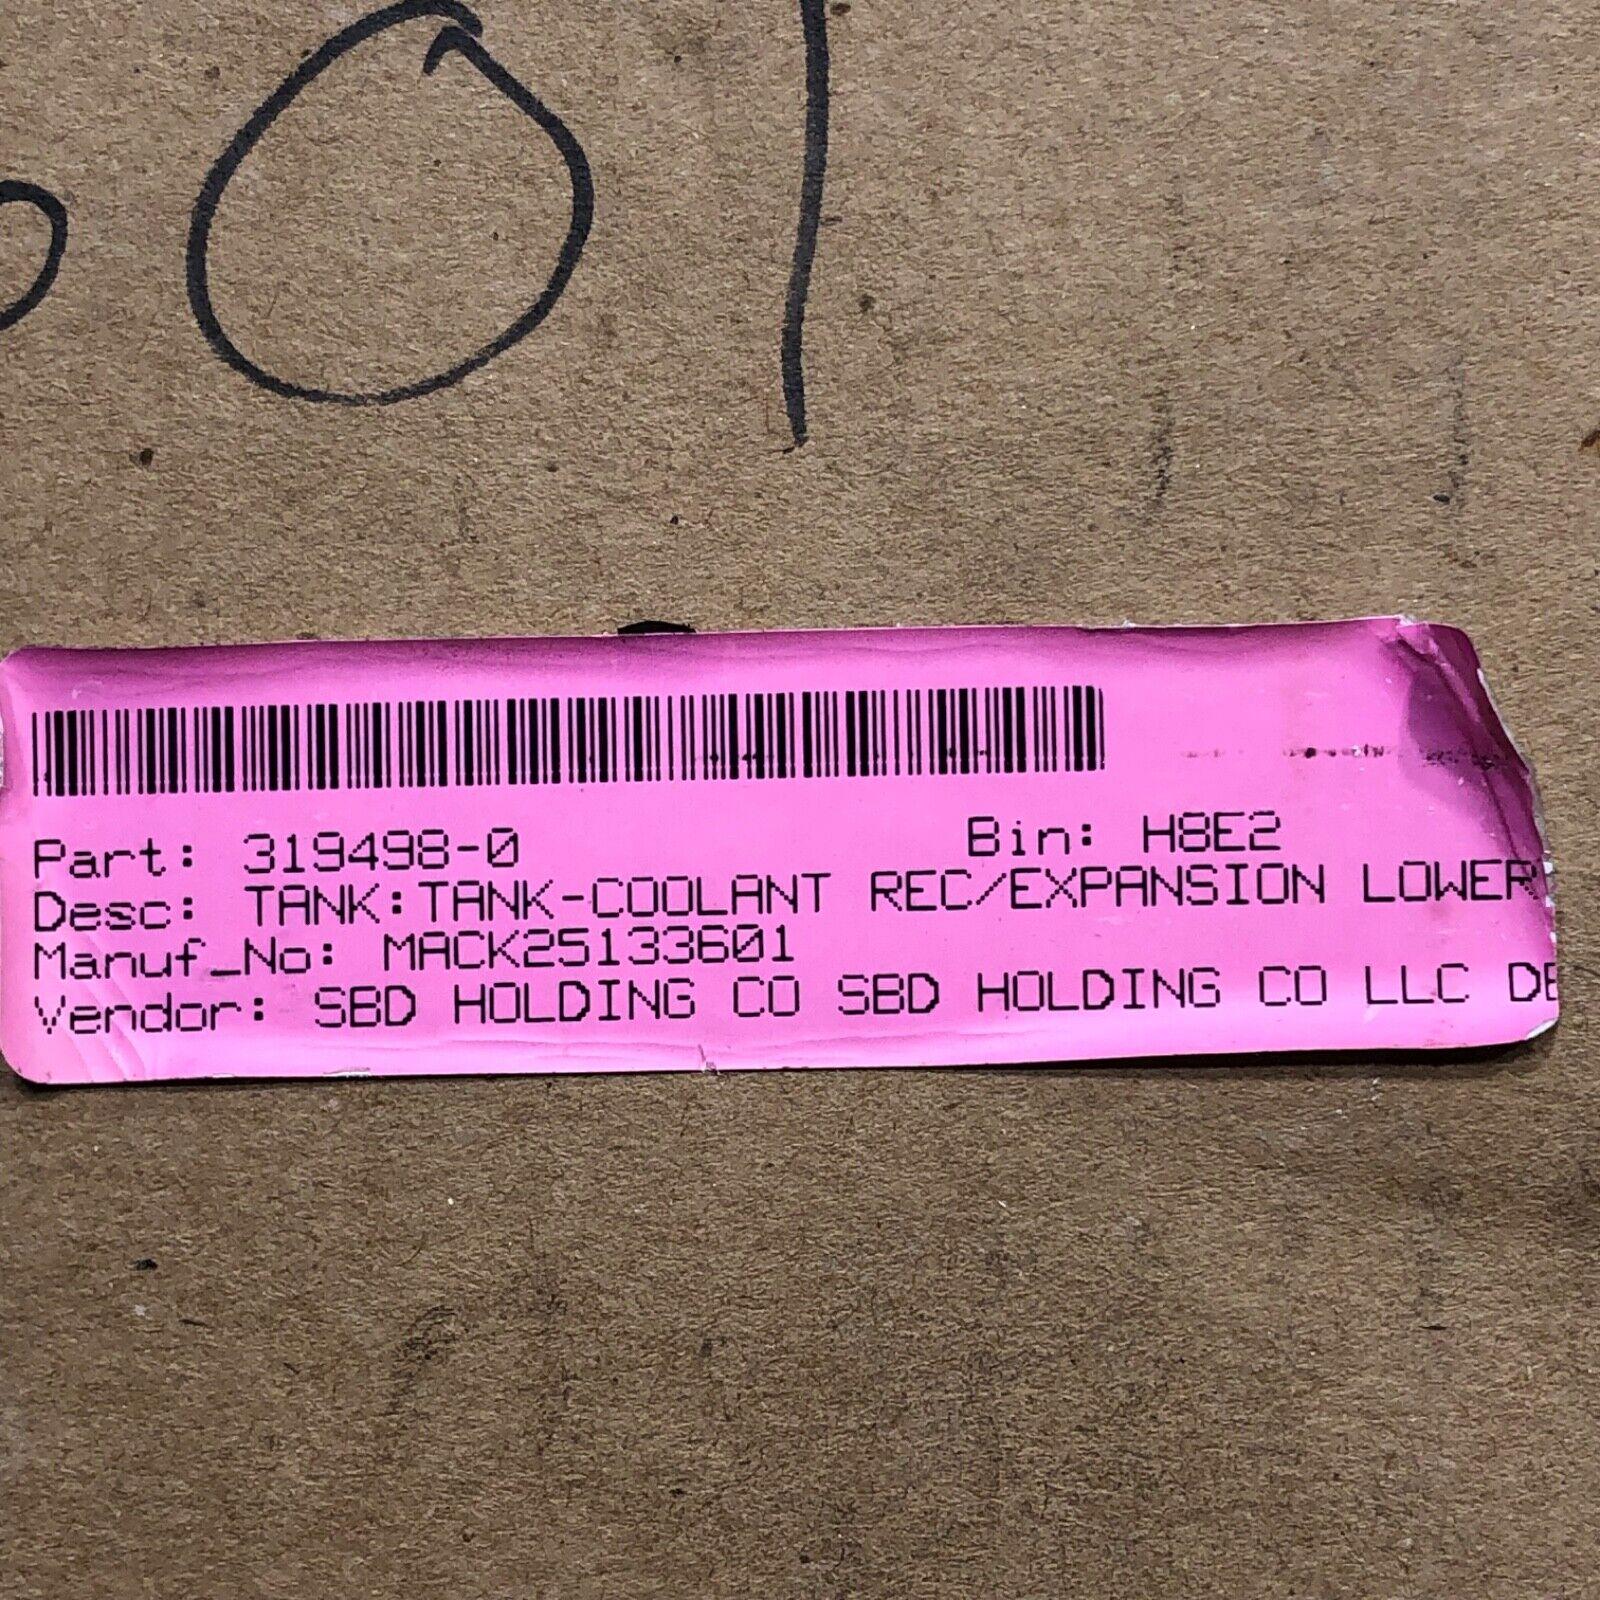 01
Part: 319498-0 Bin: H8E2
Desc: TANK:TANK-COOLANT REC/EXPANSION LOWER
Manuf_No: MACK25133601
Vendor: SBD HOLDING CO SBD HOLDING CO LLC DE